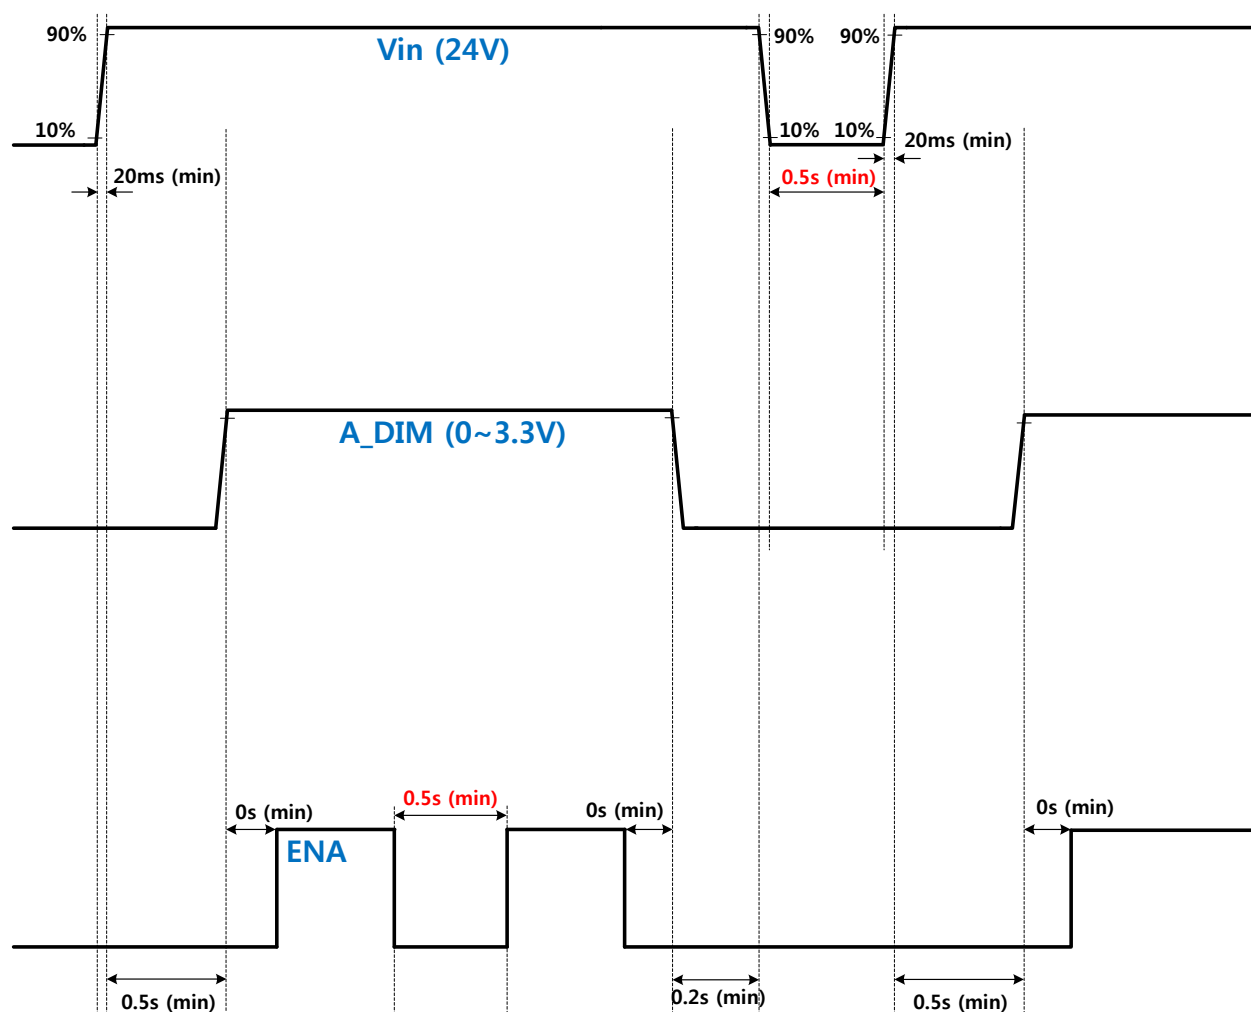 90%
Vin (24V)
90%
90%
10%
10%
10%
20ms (min)
20ms (min)
0.5s (min)
A_DIM (0~3.3V)
0s (min)
0.5s (min)
0s (min)
0s (min)
ENA
0.5s (min)
0.2s (min)
0.5s (min)